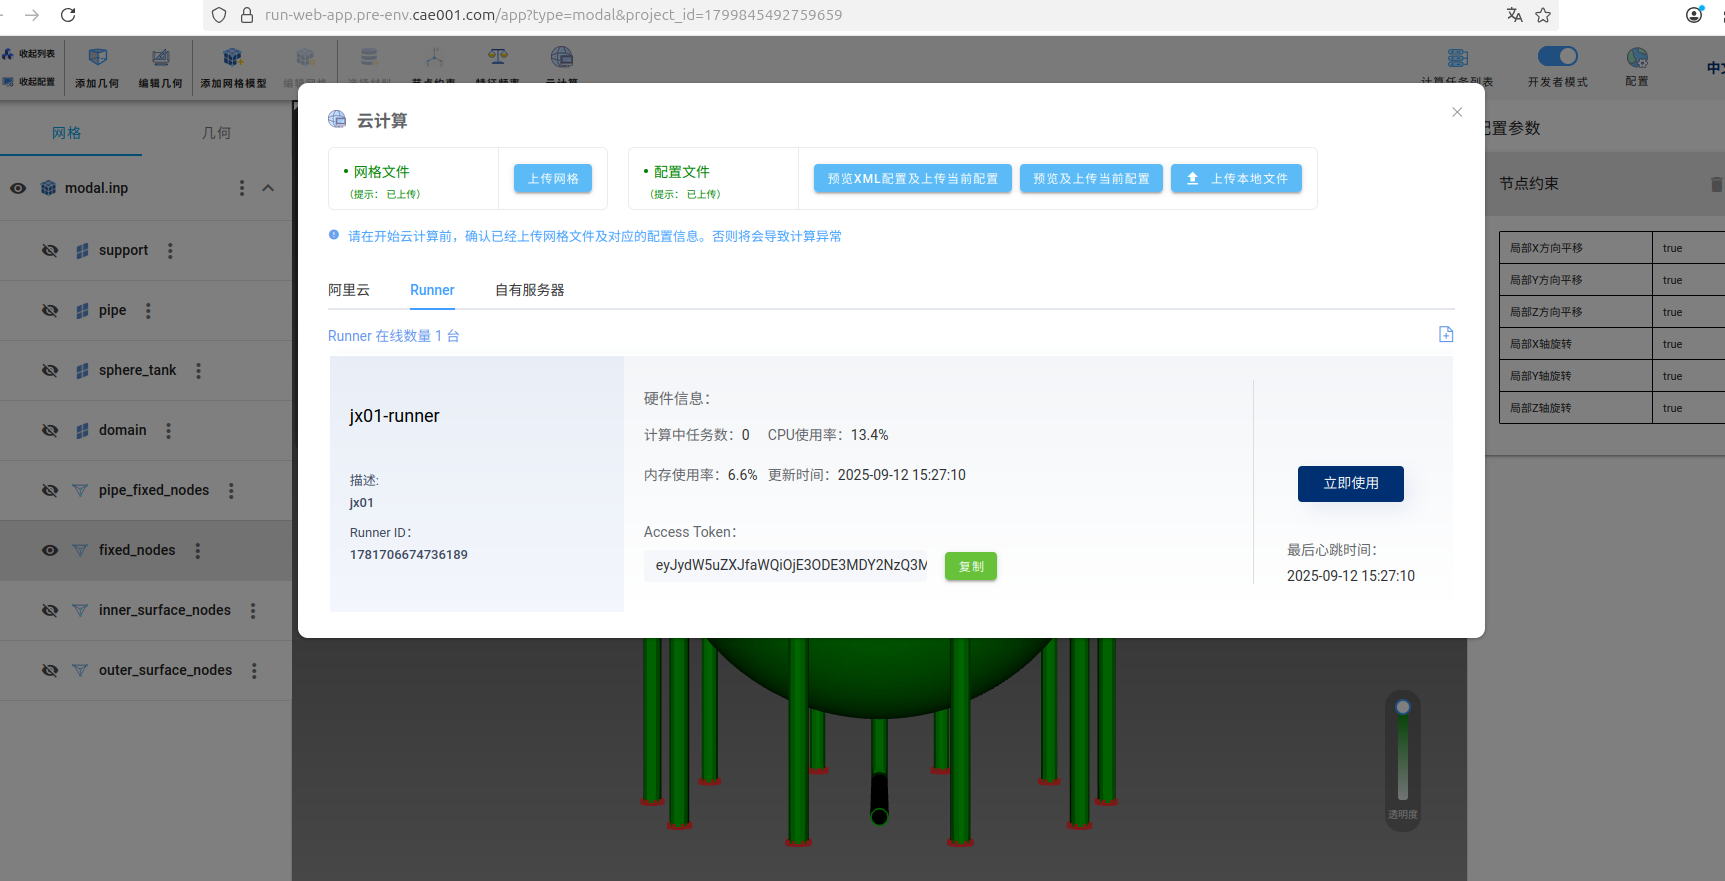 run-web-app.pre-env.cae001.com/app?type=modal&project_id=1799845492759659
收起列表
收起配置
添加几何
编辑几何
添加网格模型
云计算
计算任务列表
开发者模式
配置
网格
几何
modal.inp
support
pipe
sphere_tank
domain
pipe_fixed_nodes
fixed_nodes
inner_surface_nodes
outer_surface_nodes
云计算
• 网格文件
(提示： 已上传)
上传网格
• 配置文件
(提示： 已上传)
预览XML配置及上传当前配置
预览及上传当前配置
上传本地文件
请在开始云计算前，确认已经上传网格文件及对应的配置信息。否则将会导致计算异常
阿里云
Runner
自有服务器
Runner 在线数量 1 台
jx01-runner
描述:
jx01
Runner ID：
1781706674736189
硬件信息：
计算中任务数：0 CPU使用率：13.4%
内存使用率：6.6% 更新时间：2025-09-12 15:27:10
Access Token：
eyJydW5uZXJfaWQiOjE3ODE3MDY2NzQ3M
复制
立即使用
最后心跳时间：
2025-09-12 15:27:10
配置参数
节点约束
局部X方向平移 true
局部Y方向平移 true
局部Z方向平移 true
局部X轴旋转 true
局部Y轴旋转 true
局部Z轴旋转 true
透明度